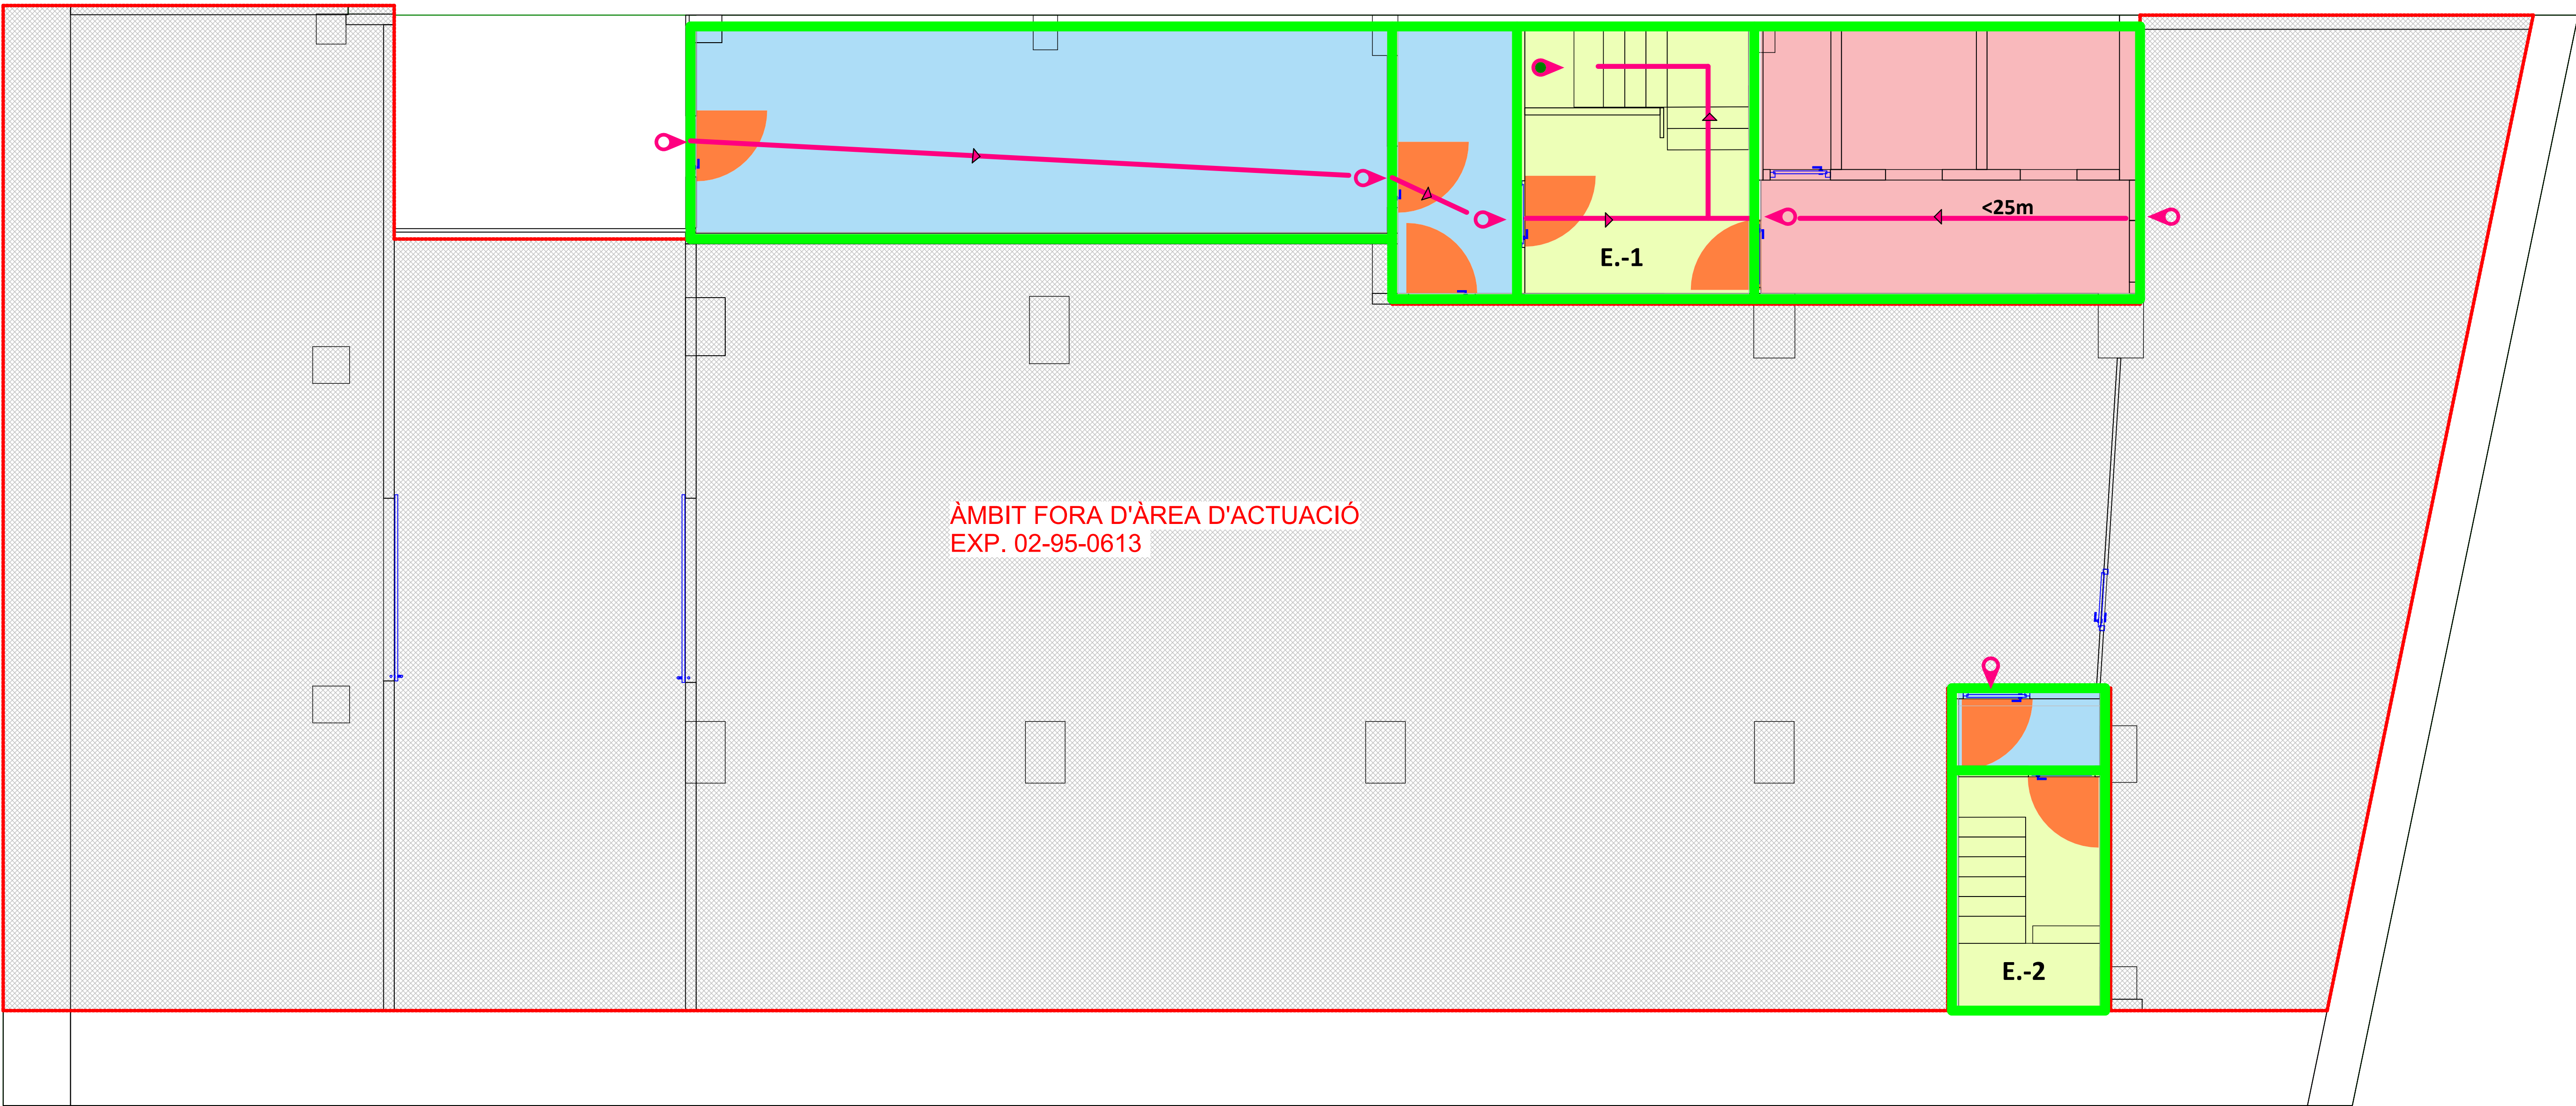 <25m
E.-1
ÀMBIT FORA D'ÀREA D'ACTUACIÓ
EXP. 02-95-0613
E.-2